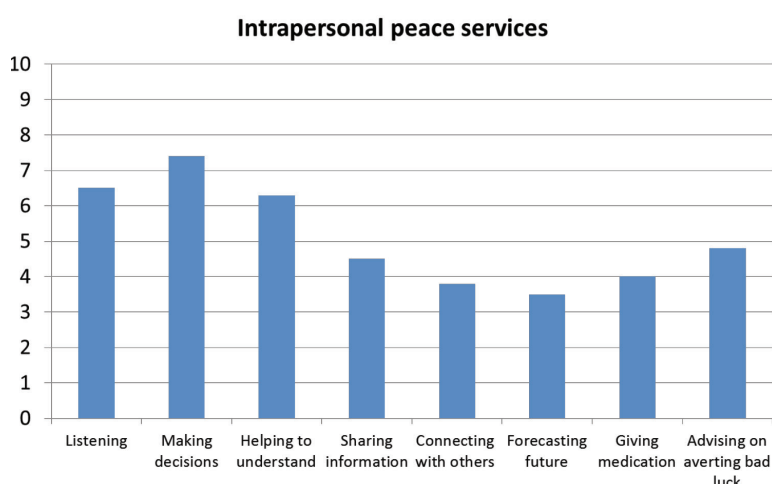 Intrapersonal peace services
10
9
8
7
6
5
4
3
2
1
0
Listening
Making
decisions
Helping to
understand
Sharing
information
Connecting
with others
Forecasting
future
Giving
medication
Advising on
averting bad
luck